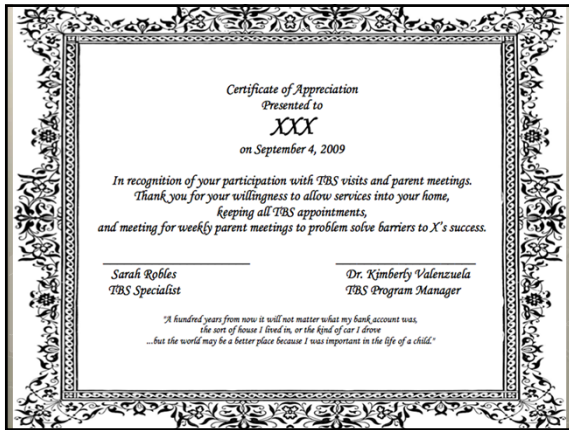 Certificate of Appreciation
Presented to
XXX
on September 4, 2009
In recognition of your participation with TBS visits and parent meetings.
Thank you for your willingness to allow services into your home,
keeping all TBS appointments,
and meeting for weekly parent meetings to problem solve barriers to X's success.
Sarah Robles Dr. Kimberly Valenzuela
TBS Specialist TBS Program Manager
"A hundred years from now it will not matter what my bank account was,
the sort of house I lived in, or the kind of car I drove
...but the world may be a better place because I was important in the life of a child."